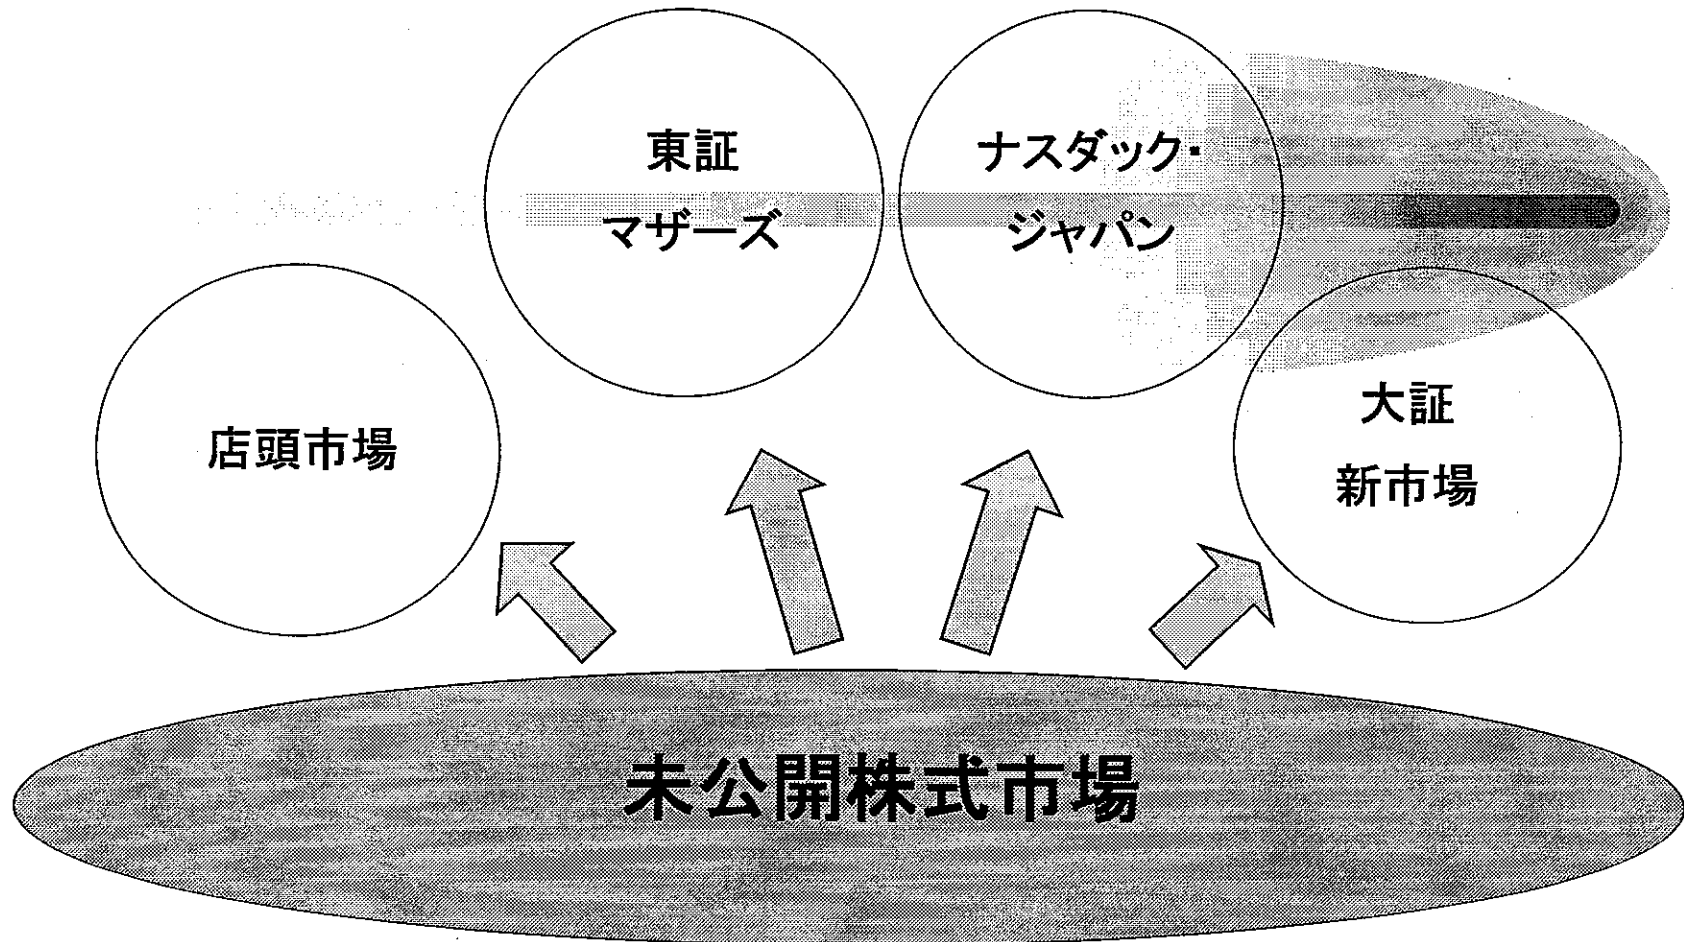 東証
マザーズ
ナスダック・
ジャパン
店頭市場
大証
新市場
未公開株式市場